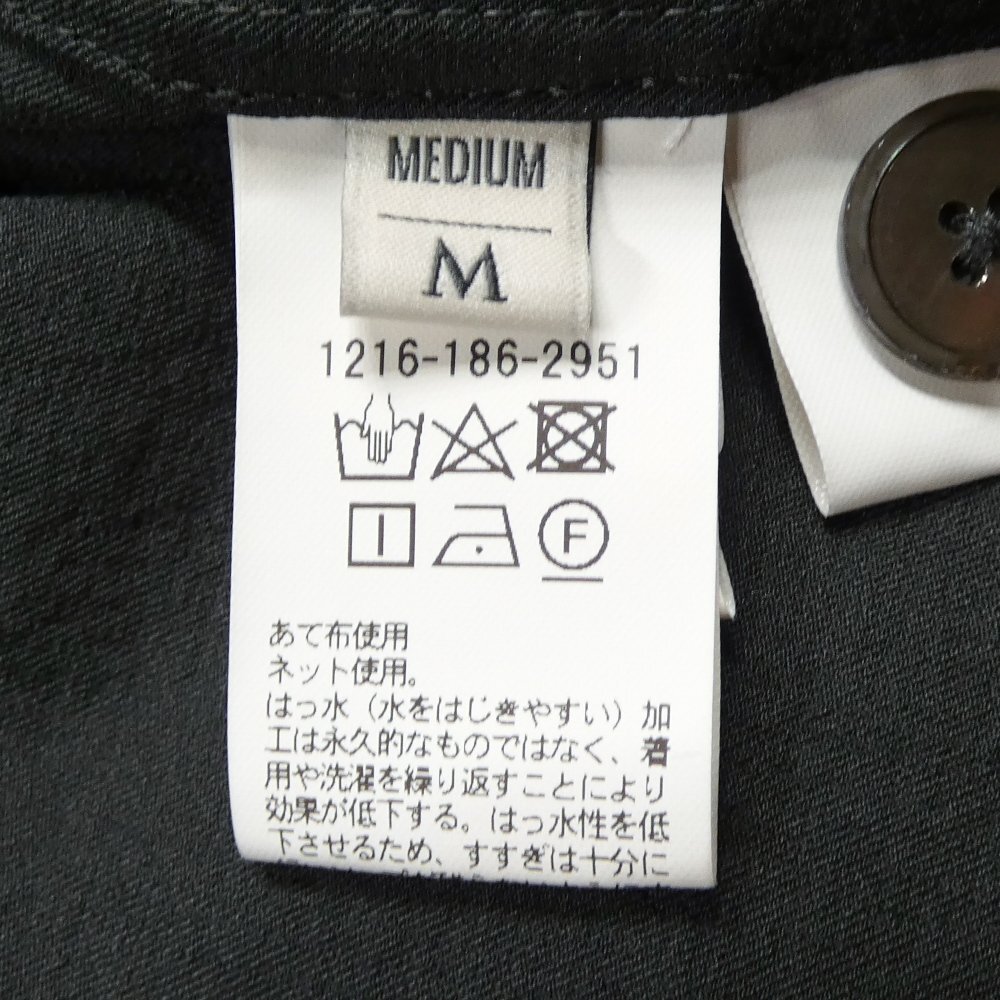 MEDIUM
M
1216-186-2951
I
F
あて布使用
ネット使用。
はっ水（水をはじきやすい）加
工は永久的なものではなく、着
用や洗濯を繰り返すことにより
効果が低下する。はっ水性を低
下させるため、すすぎは十分に